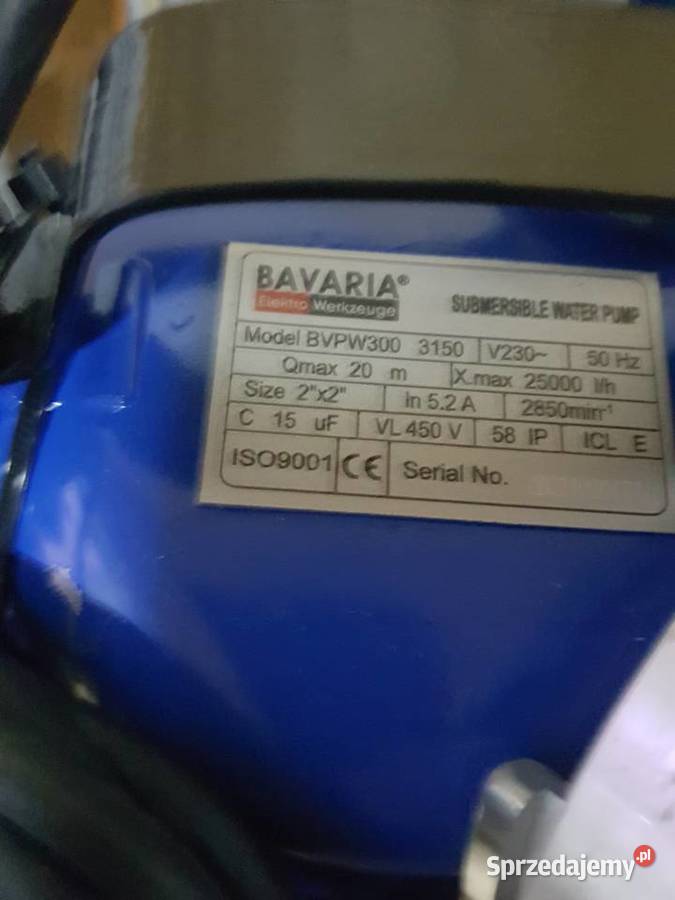 BAVARIA®
Elektro Werkzeuge
SUBMERSIBLE WATER PUMP
Model BVPW300 3150 V230~ 50 Hz
Qmax 20 m X.max 25000 l/h
Size 2"x2" In 5.2 A 2850min-¹
C 15 uF VL 450 V 58 IP ICL E
ISO9001 CE Serial No.
Sprzedajemy.pl